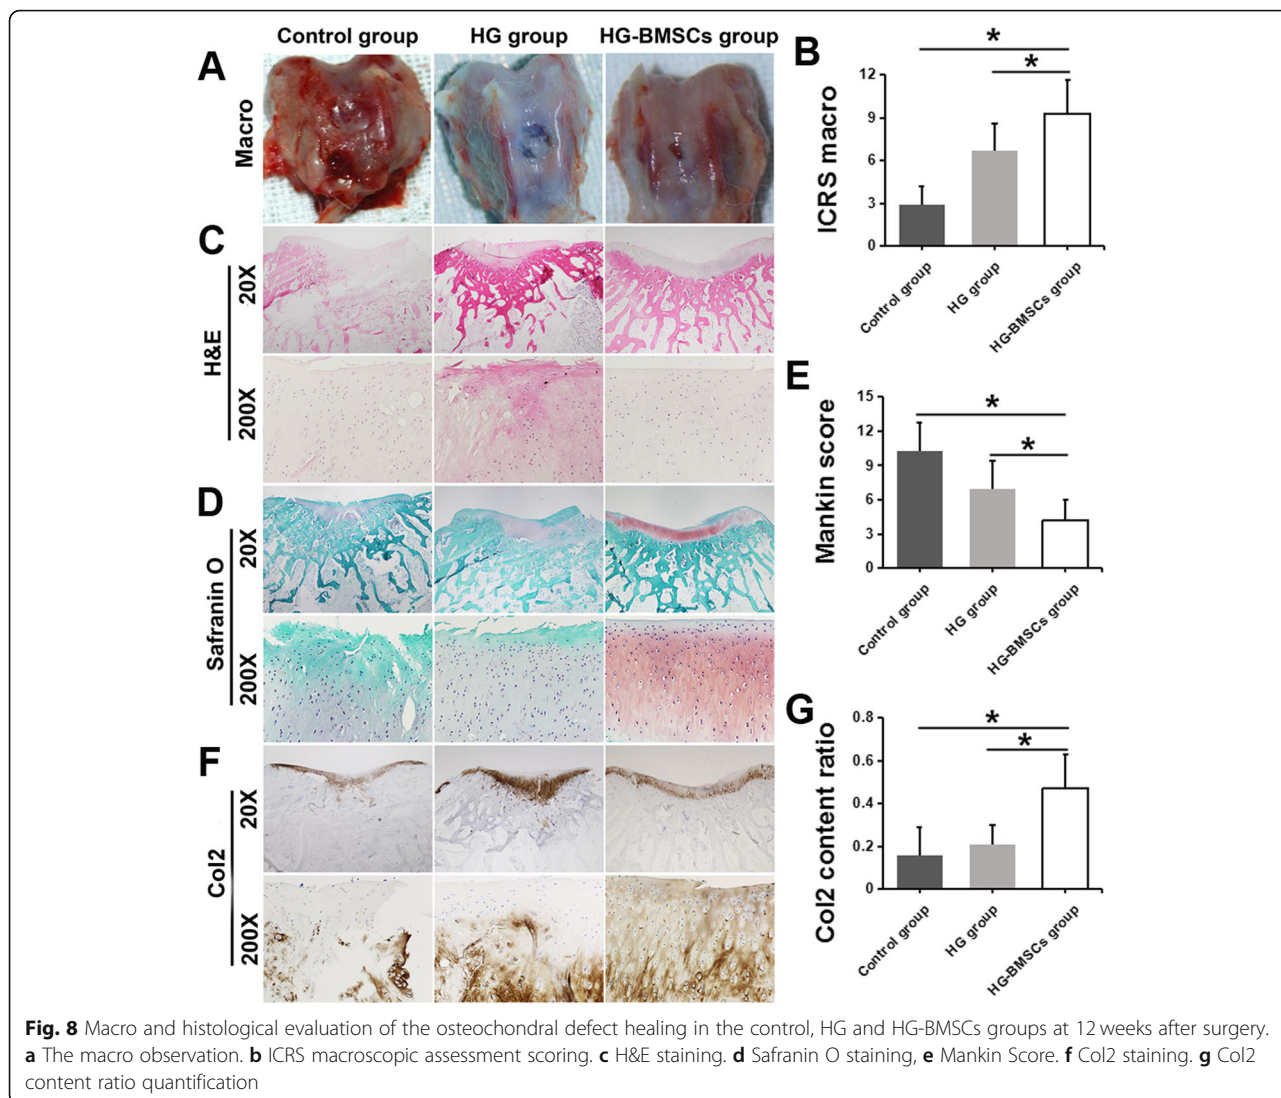 Control group HG group HG-BMSCs group
A
Macro
B
ICRS macro
12
9
6
3
0
*
*
Control group
HG group
HG-BMSCs group
C
H&E
20X
200X
D
Safranin O
20X
200X
E
Mankin score
15
12
9
6
3
0
*
*
Control group
HG group
HG-BMSCs group
F
Col2
20X
200X
G
Col2 content ratio
0.8
0.6
0.4
0.2
0
*
*
Control group
HG group
HG-BMSCs group
Fig. 8 Macro and histological evaluation of the osteochondral defect healing in the control, HG and HG-BMSCs groups at 12 weeks after surgery.
a The macro observation. b ICRS macroscopic assessment scoring. c H&E staining. d Safranin O staining, e Mankin Score. f Col2 staining. g Col2
content ratio quantification